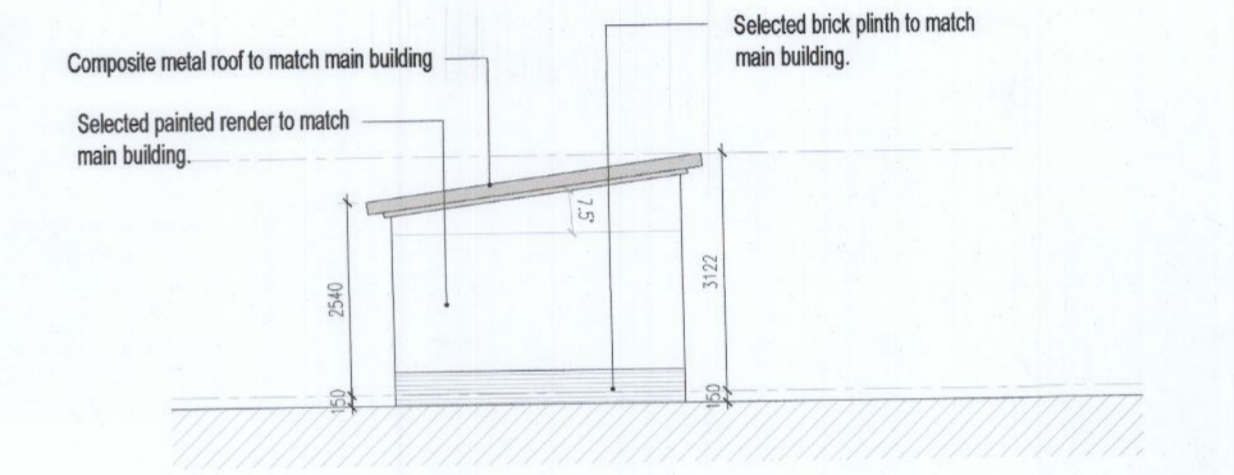 Selected brick plinth to match
main building.
Composite metal roof to match main building
Selected painted render to match
main building.
7.5°
2540
3122
150
150